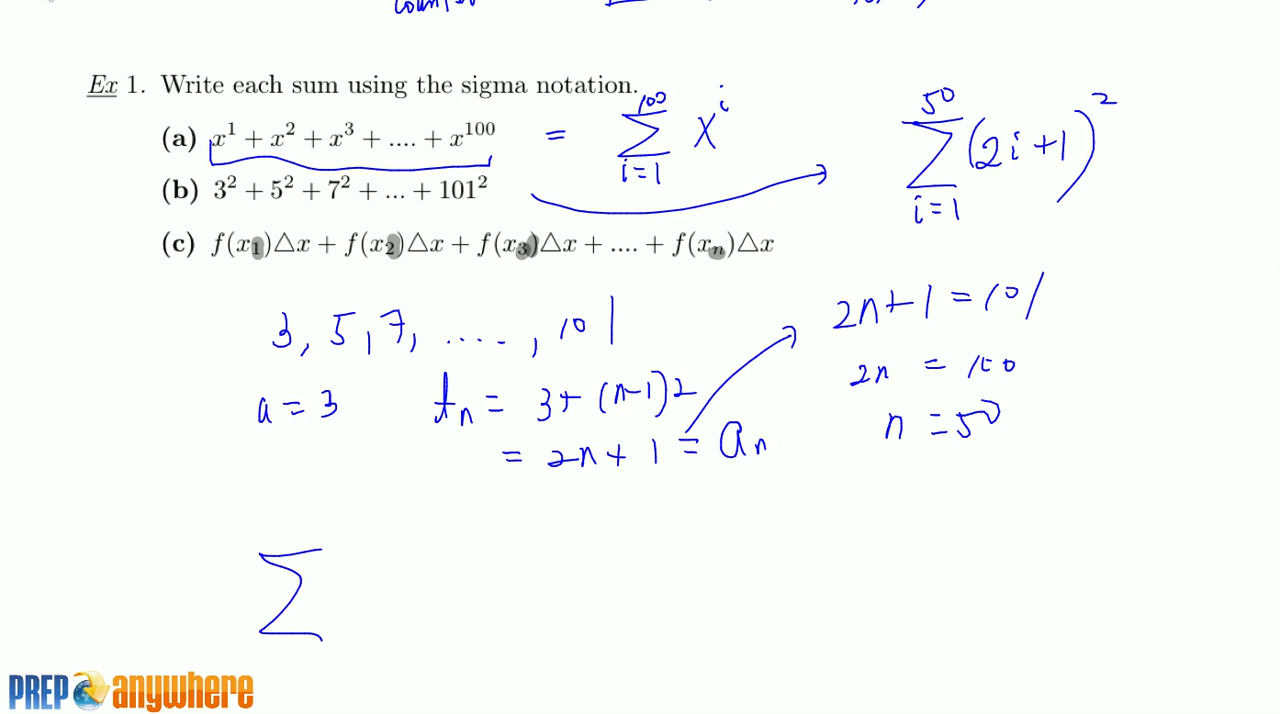 Ex 1. Write each sum using the sigma notation.
(a) x^1 + x^2 + x^3 + .... + x^100 = ∑_{i=1}^{100} x^i
(b) 3^2 + 5^2 + 7^2 + ... + 101^2 ∑_{i=1}^{50} (2i+1)^2
(c) f(x_1)△x + f(x_2)△x + f(x_3)△x + .... + f(x_n)△x
3, 5, 7, ...., 101
a = 3 t_n = 3 + (n-1)2
= 2n + 1 = a_n
2n + 1 = 101
2n = 100
n = 50
∑
PREP anywhere